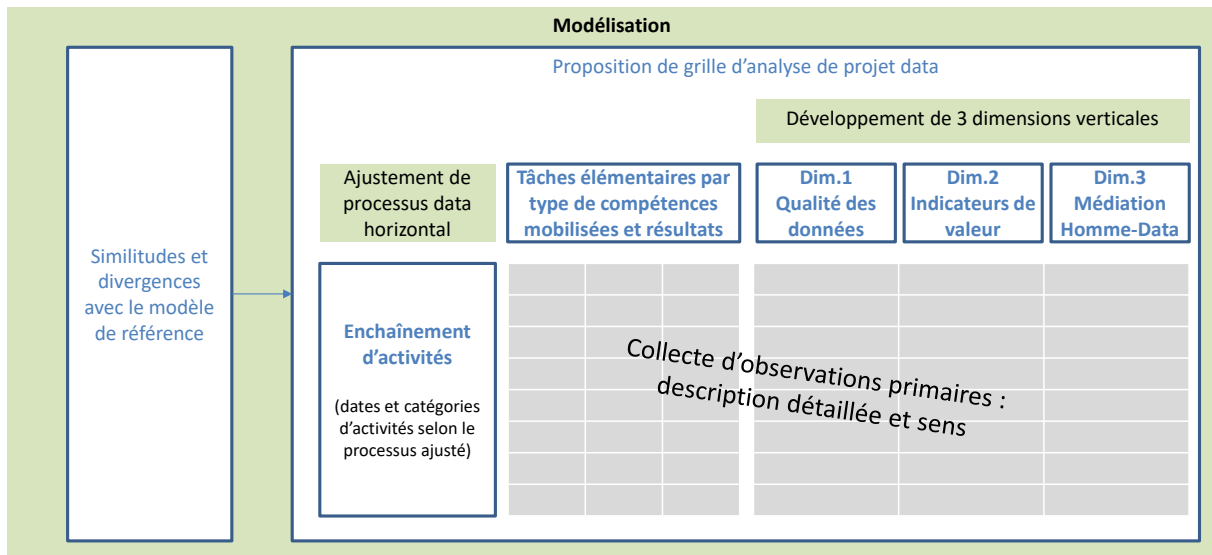 Modélisation
Proposition de grille d'analyse de projet data
Développement de 3 dimensions verticales
Similitudes et
divergences
avec le modèle
de référence
Ajustement de
processus data
horizontal
Tâches élémentaires par
type de compétences
mobilisées et résultats
Dim.1
Qualité des
données
Dim.2
Indicateurs de
valeur
Dim.3
Médiation
Homme-Data
Enchaînement
d'activités
(dates et catégories
d'activités selon le
processus ajusté)
Collecte d'observations primaires :
description détaillée et sens